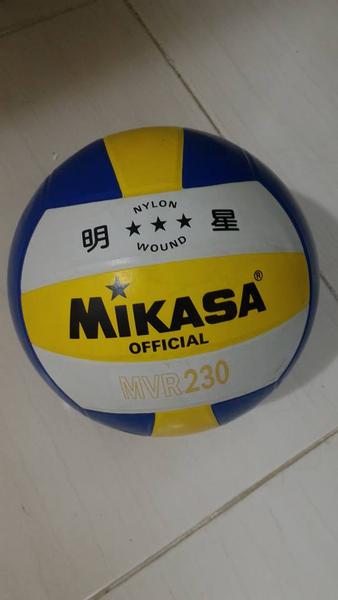 NYLON
明 ★★★ 星
WOUND
MIKASA®
OFFICIAL
MVR230